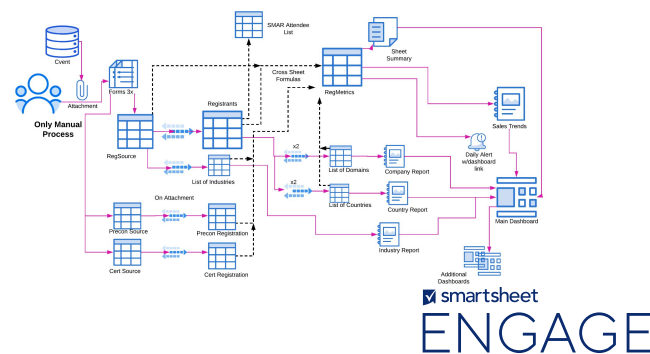 SMAR Attendee
List
Cvent
Sheet
Summary
Cross Sheet
Formulas
RegMetrics
Forms 3x
Attachment
Registrants
Only Manual
Process
Sales Trends
RegSource
x2
Daily Alert
w/dashboard
link
List of Domains
Company Report
List of Industries
x2
On Attachment
List of Countries
Country Report
Main Dashboard
Precon Source
Precon Registration
Industry Report
Cert Source
Cert Registration
Additional
Dashboards
smartsheet
ENGAGE